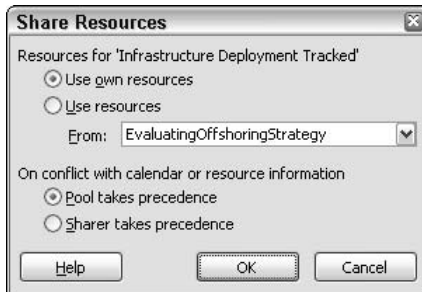 Share Resources
Resources for 'Infrastructure Deployment Tracked'
Use own resources
Use resources
From: EvaluatingOffshoringStrategy
On conflict with calendar or resource information
Pool takes precedence
Sharer takes precedence
Help OK Cancel